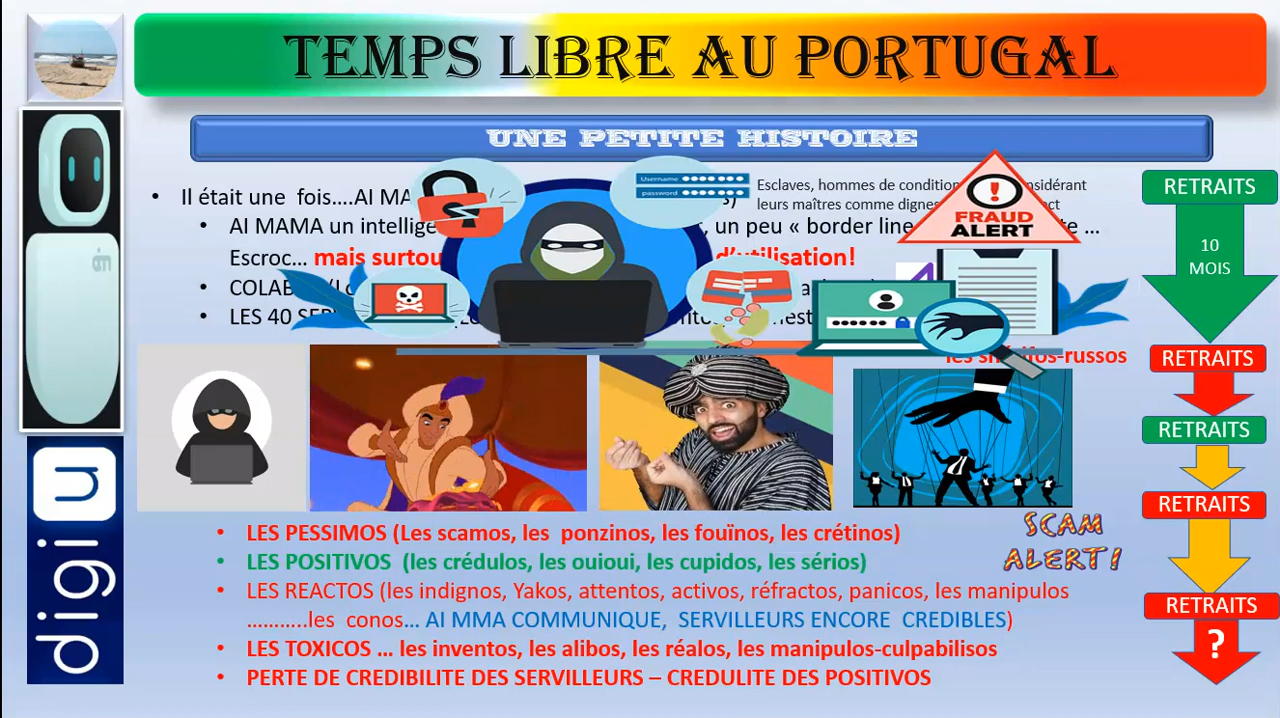 TEMPS LIBRE AU PORTUGAL
UNE PETITE HISTOIRE
• Il était une fois….AI
Username
password
Esclaves, hommes de condition
leurs maîtres comme
FRAUD
ALERT
• AI MAMA un un peu « border line
Escroc… mais d’utilisation!
•
• LES 40
les
RETRAITS
10
MOIS
RETRAITS
RETRAITS
RETRAITS
RETRAITS
?
• LES PESSIMOS (Les scamos, les ponzinos, les fouïnos, les crétinos)
• LES POSITIVOS (les crédulos, les ouioui, les cupidos, les sérios)
• LES REACTOS (les indignos, Yakos, attentos, activos, réfractos, panicos, les manipulos
………..les conos… AI MMA COMMUNIQUE, SERVILLEURS ENCORE CREDIBLES)
• LES TOXICOS … les inventos, les alibos, les réalos, les manipulos-culpabilisos
• PERTE DE CREDIBILITE DES SERVILLEURS – CREDULITE DES POSITIVOS
SCAM
ALERT!
digi u